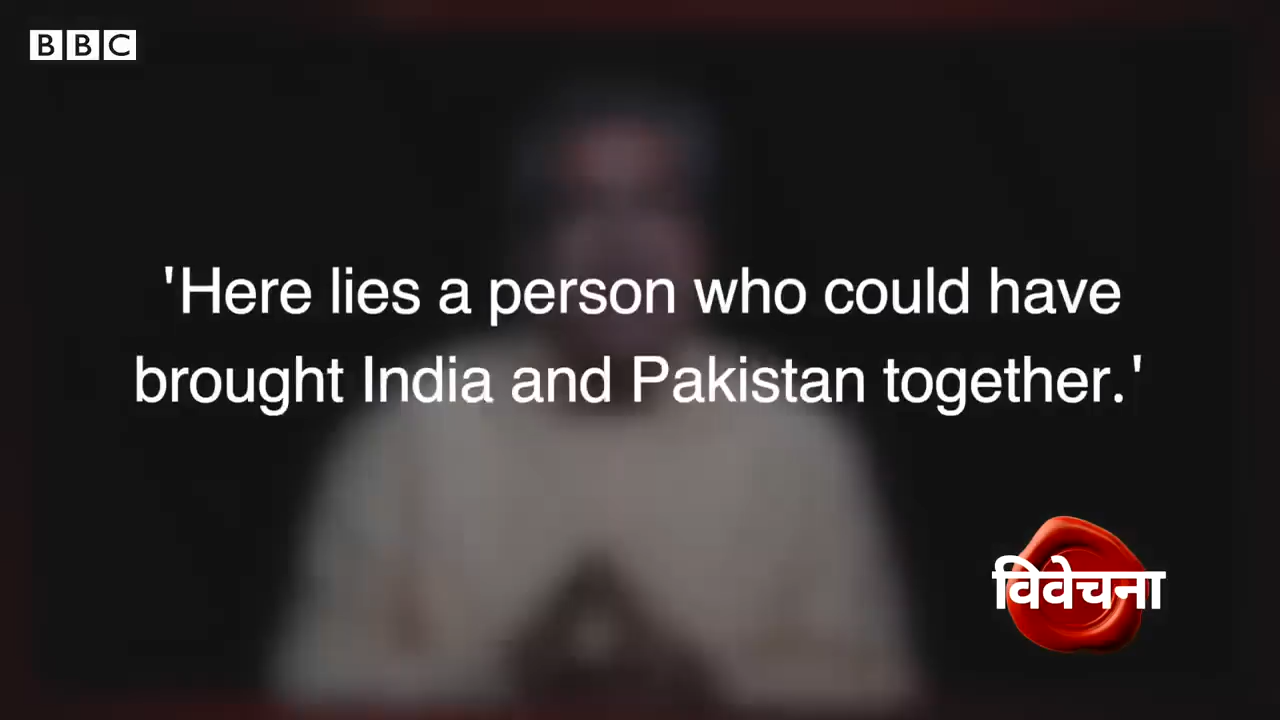 BBC
'Here lies a person who could have
brought India and Pakistan together.'
विवेचना